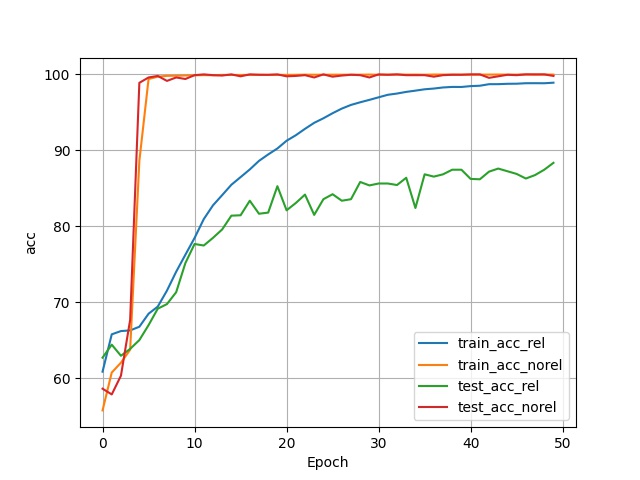 100
90
80
70
60
acc
0 10 20 30 40 50
Epoch
train_acc_rel
train_acc_norel
test_acc_rel
test_acc_norel